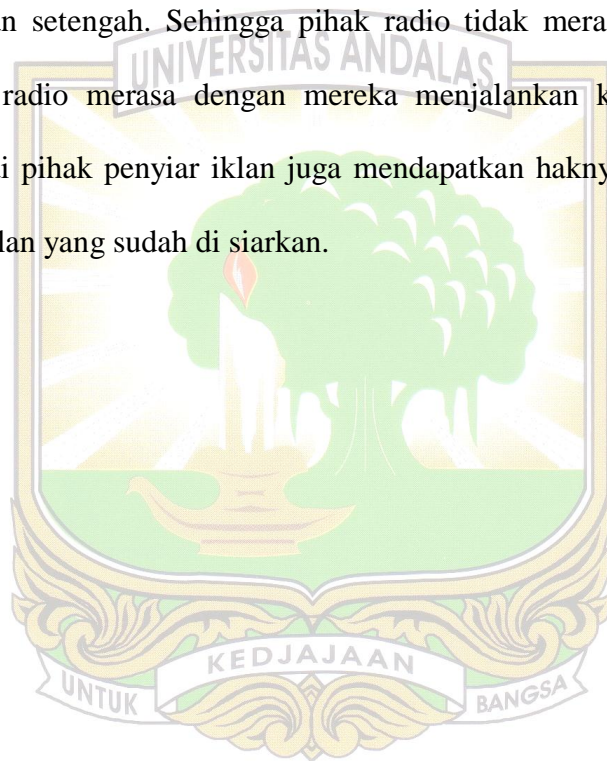 n setengah. Sehingga pihak radio tidak mera
radio merasa dengan mereka menjalankan k
di pihak penyiar iklan juga mendapatkan hakny
lan yang sudah di siarkan.
UNIVERSITAS ANDALAS
KEDJAJAAN
UNTUK
BANGSA